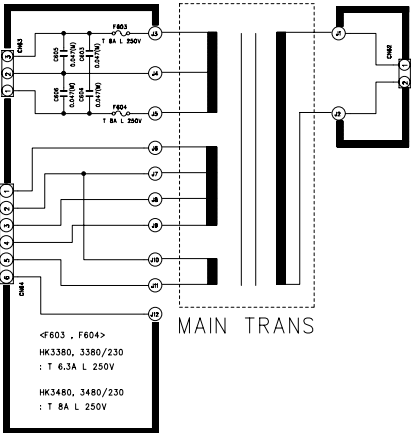 F603
T 8A L 250V
J3
J1
CN63
3
2
1
C605
0.047(M)
C603
0.047(M)
CN62
1
2
J4
C606
0.047(M)
C604
0.047(M)
F604
T 8A L 250V
J5
J2
J6
J7
J8
J9
J10
J11
J12
1
2
3
4
5
6
CN64
MAIN TRANS
<F603 , F604>
HK3380, 3380/230
: T 6.3A L 250V
HK3480, 3480/230
: T 8A L 250V